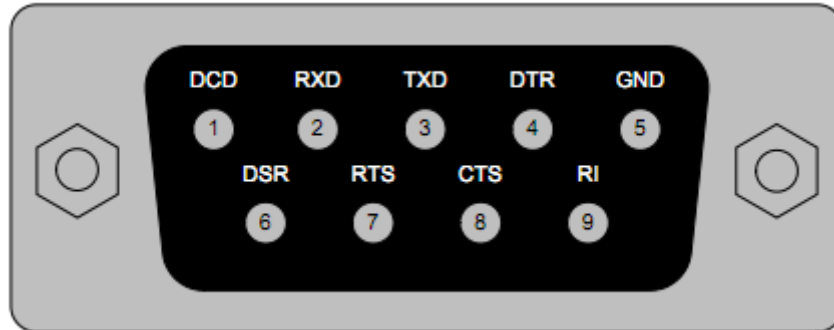 DCD RXD TXD DTR GND
1 2 3 4 5
DSR RTS CTS RI
6 7 8 9